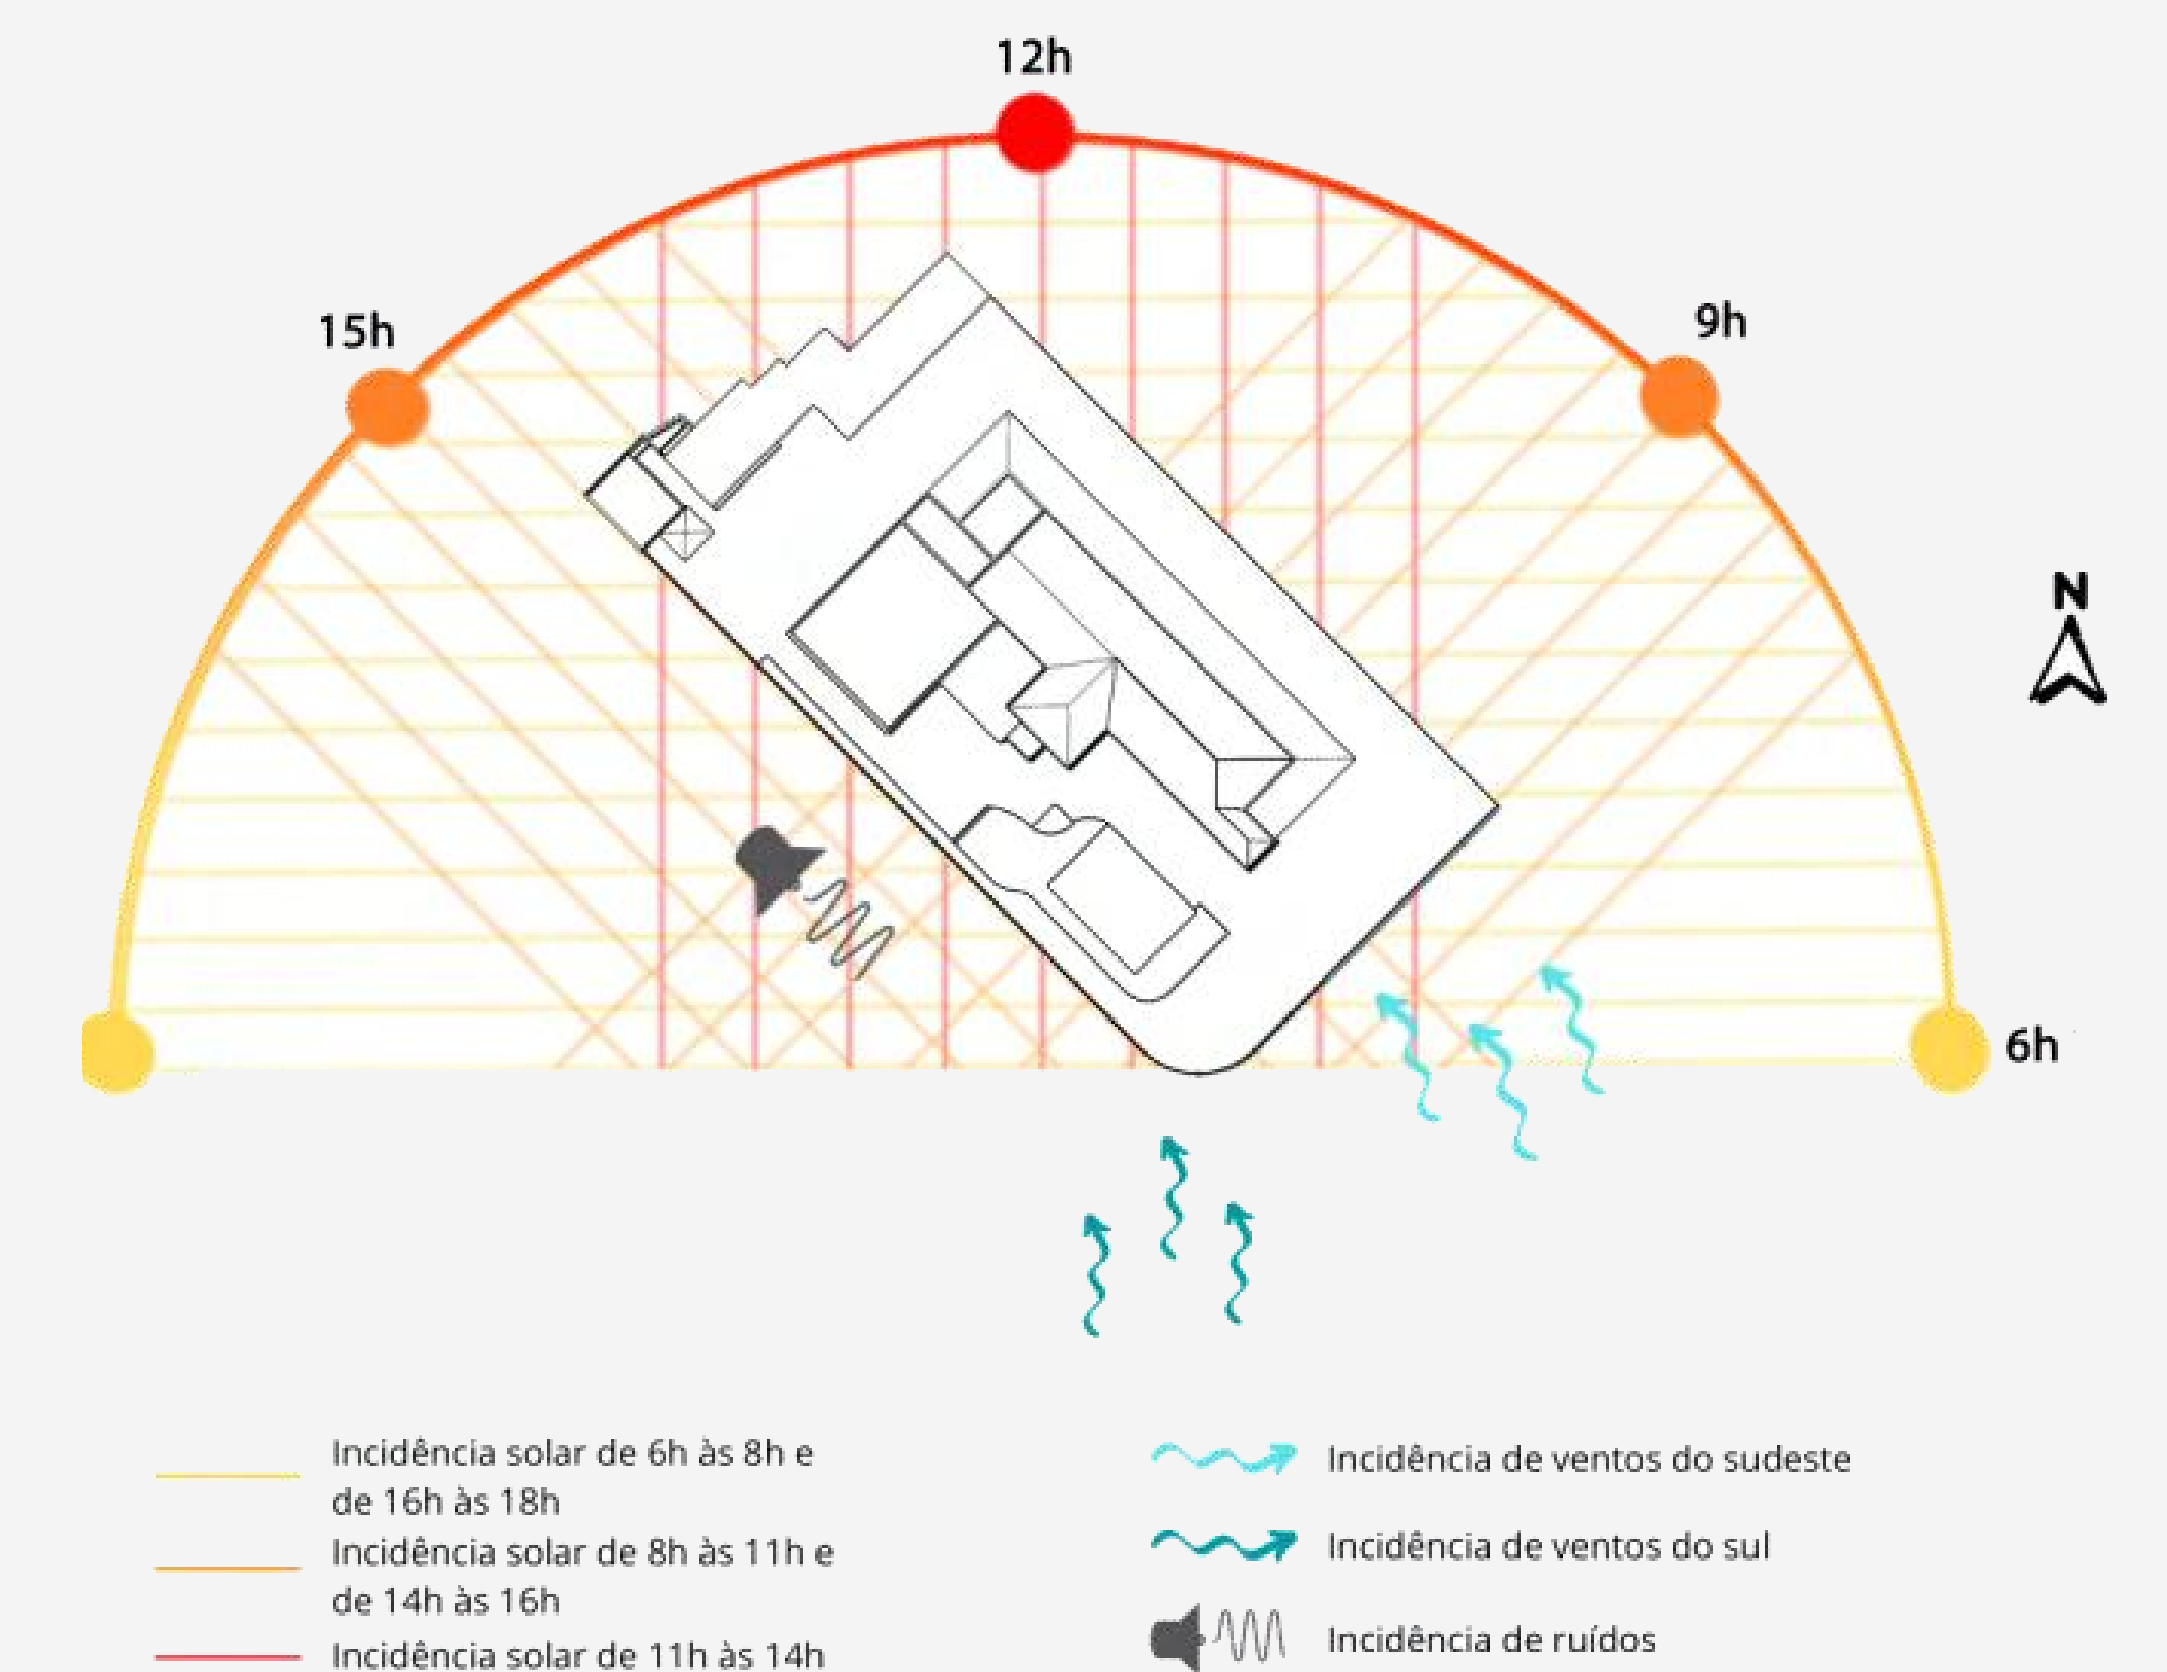 12h
15h
9h
N
6h
Incidência solar de 6h às 8h e
de 16h às 18h
Incidência solar de 8h às 11h e
de 14h às 16h
Incidência solar de 11h às 14h
Incidência de ventos do sudeste
Incidência de ventos do sul
Incidência de ruídos